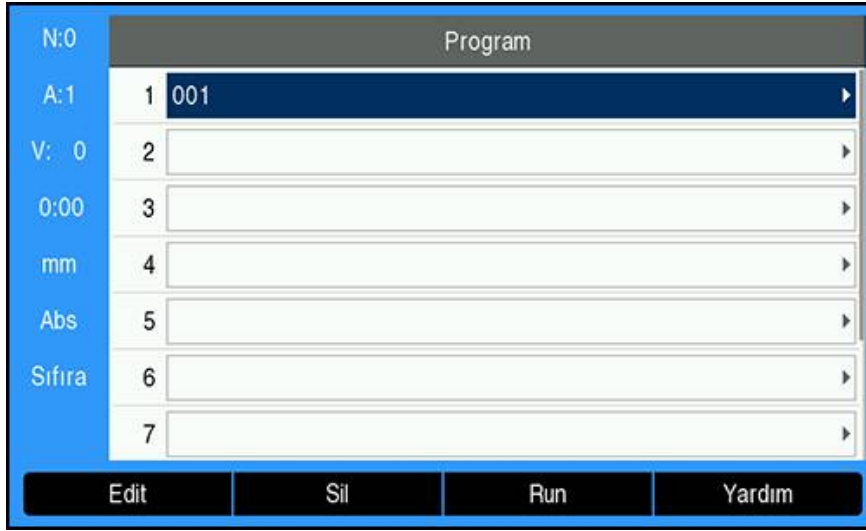 N:0 Program
A:1 1 001
V: 0 2
0:00 3
mm 4
Abs 5
Sıfıra 6
7
Edit Sil Run Yardım